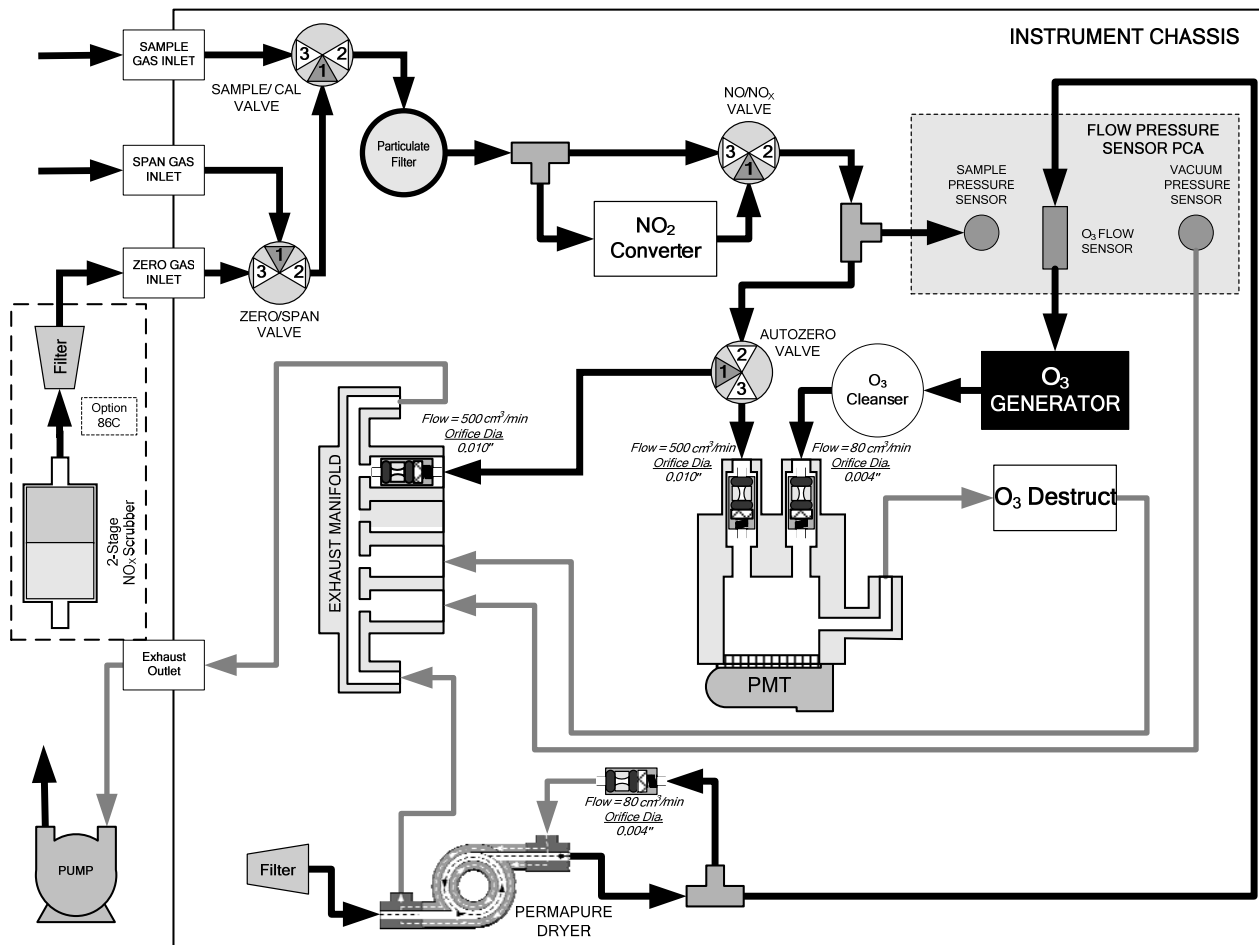 INSTRUMENT CHASSIS
SAMPLE
GAS INLET
3 2
1
SAMPLE/ CAL
VALVE
SPAN GAS
INLET
ZERO GAS
INLET
1
3 2
ZERO/SPAN
VALVE
Particulate
Filter
NO/NOX
VALVE
3 2
1
NO2
Converter
FLOW PRESSURE
SENSOR PCA
SAMPLE
PRESSURE
SENSOR
VACUUM
PRESSURE
SENSOR
O3 FLOW
SENSOR
AUTOZERO
VALVE
2
1
3
O3
Cleanser
O3
GENERATOR
Filter
Option
86C
2-Stage
NOX Scrubber
Flow = 500 cm3/min
Orifice Dia.
0.010"
Flow = 500 cm3/min
Orifice Dia.
0.010"
Flow = 80 cm3/min
Orifice Dia.
0.004"
O3 Destruct
EXHAUST MANIFOLD
Exhaust
Outlet
PMT
PUMP
Flow = 80 cm3/min
Orifice Dia.
0.004"
Filter
PERMAPURE
DRYER